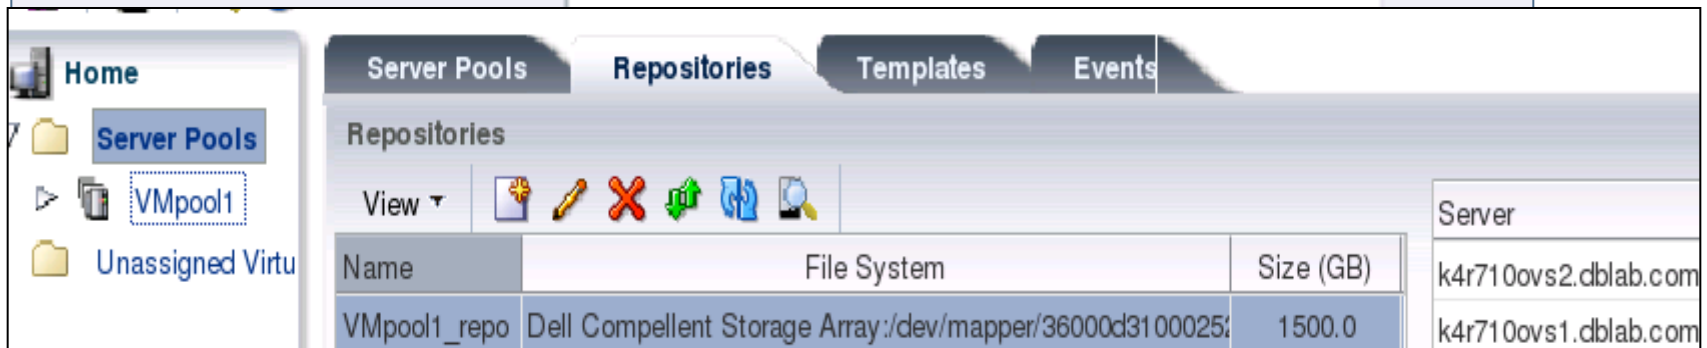 Home
Server Pools
VMpool1
Unassigned Virtu
Server Pools Repositories Templates Events
Repositories
View
Name File System Size (GB)
VMpool1_repo Dell Compellent Storage Array:/dev/mapper/36000d3100025 1500.0
Server
k4r710ovs2.dblab.com
k4r710ovs1.dblab.com